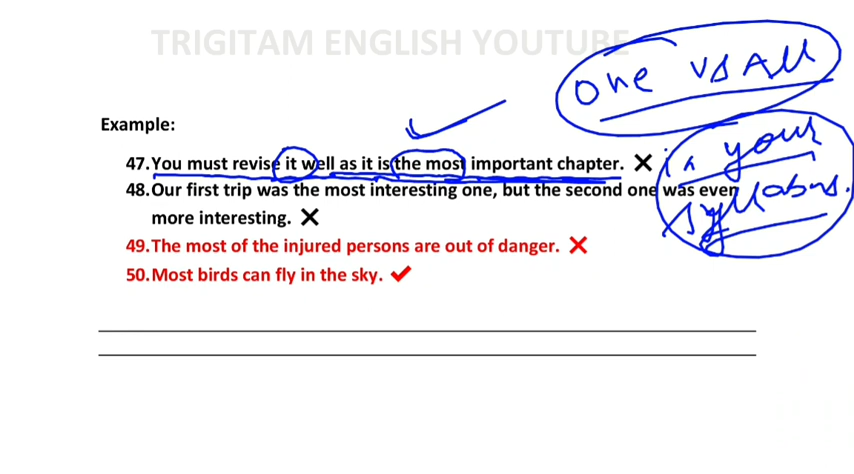 TRIGITAM ENGLISH YOUTUBE
one vs All
Example:
47. You must revise it well as it is the most important chapter. ✗ in your
48. Our first trip was the most interesting one, but the second one was even syllabus.
more interesting. ✗
49. The most of the injured persons are out of danger. ✗
50. Most birds can fly in the sky. ✓